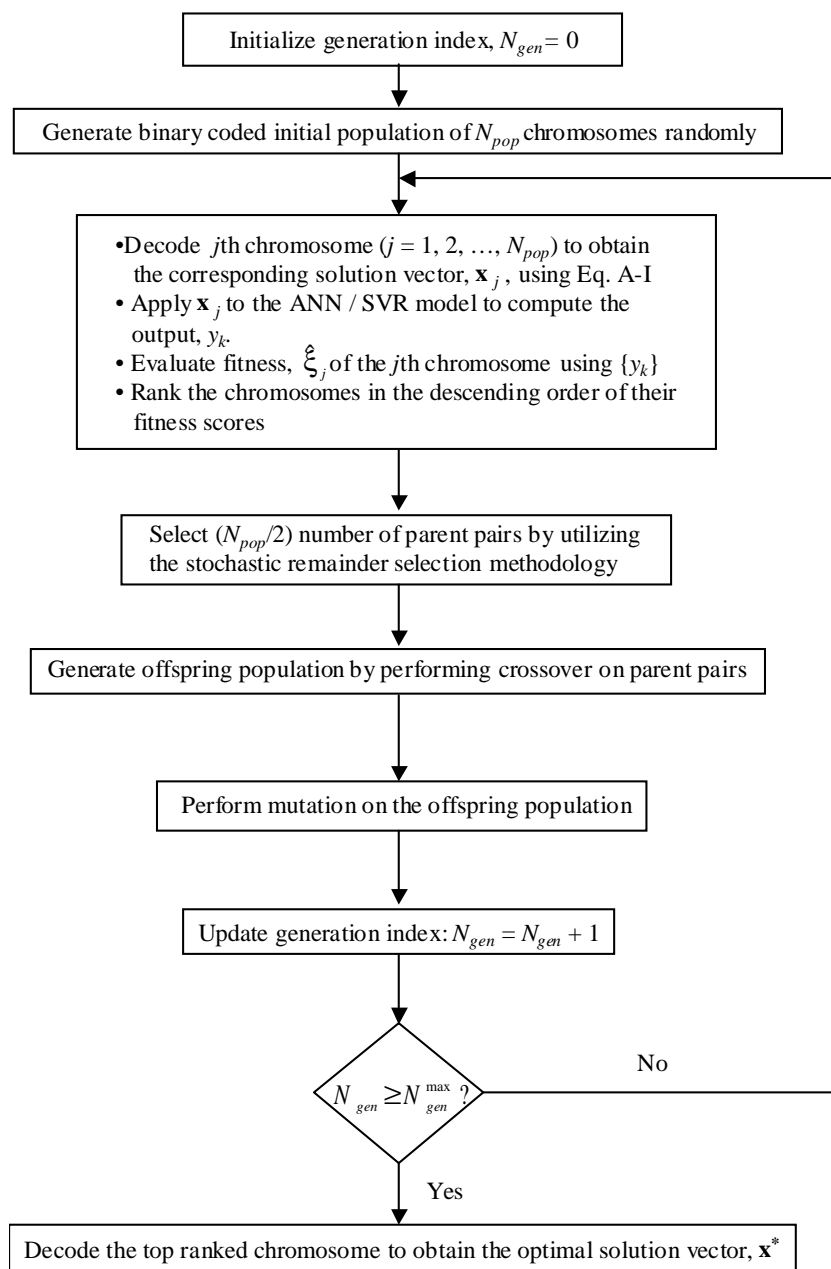 Initialize generation index, N_gen = 0
Generate binary coded initial population of N_pop chromosomes randomly
•Decode jth chromosome (j = 1, 2, …, N_pop) to obtain
the corresponding solution vector, x_j , using Eq. A-I
• Apply x_j to the ANN / SVR model to compute the
output, y_k.
• Evaluate fitness, ξ̂_j of the jth chromosome using {y_k}
• Rank the chromosomes in the descending order of their
fitness scores
Select (N_pop/2) number of parent pairs by utilizing
the stochastic remainder selection methodology
Generate offspring population by performing crossover on parent pairs
Perform mutation on the offspring population
Update generation index: N_gen = N_gen + 1
No
N_gen ≥ N_gen^max ?
Yes
Decode the top ranked chromosome to obtain the optimal solution vector, x*